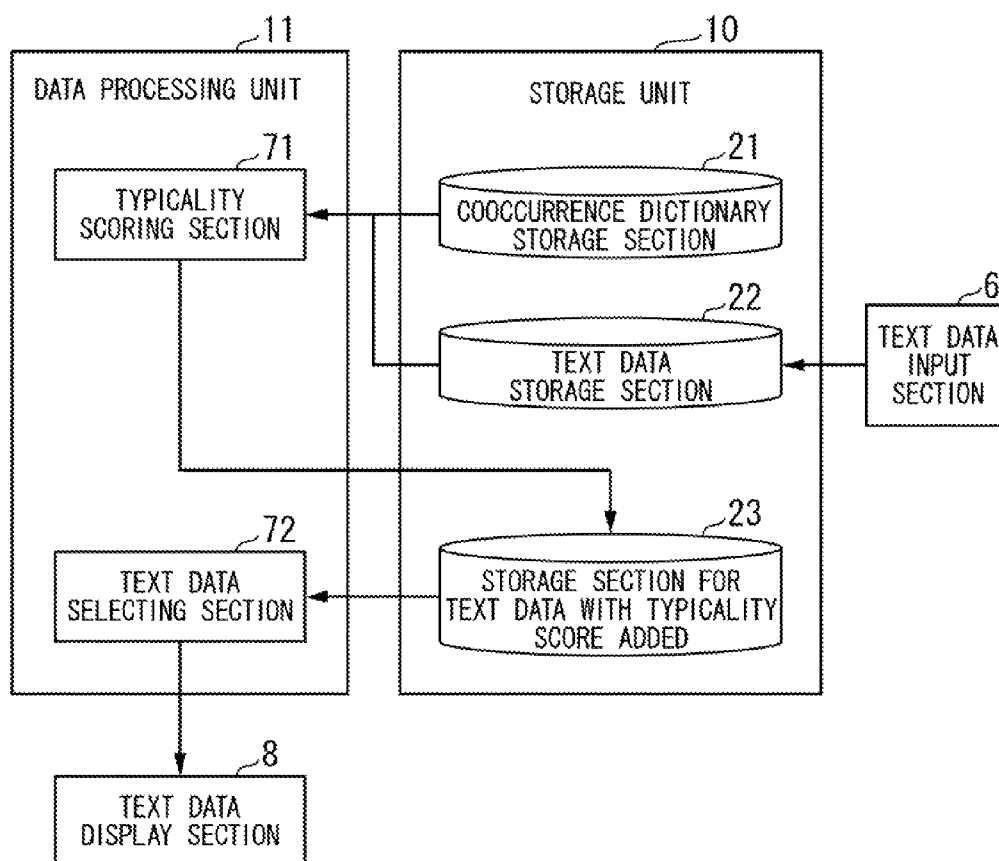 11
10
DATA PROCESSING UNIT
STORAGE UNIT
71
21
TYPICALITY
SCORING SECTION
COOCCURRENCE DICTIONARY
STORAGE SECTION
22
6
TEXT DATA
STORAGE SECTION
TEXT DATA
INPUT
SECTION
72
23
TEXT DATA
SELECTING SECTION
STORAGE SECTION FOR
TEXT DATA WITH TYPICALITY
SCORE ADDED
8
TEXT DATA
DISPLAY SECTION